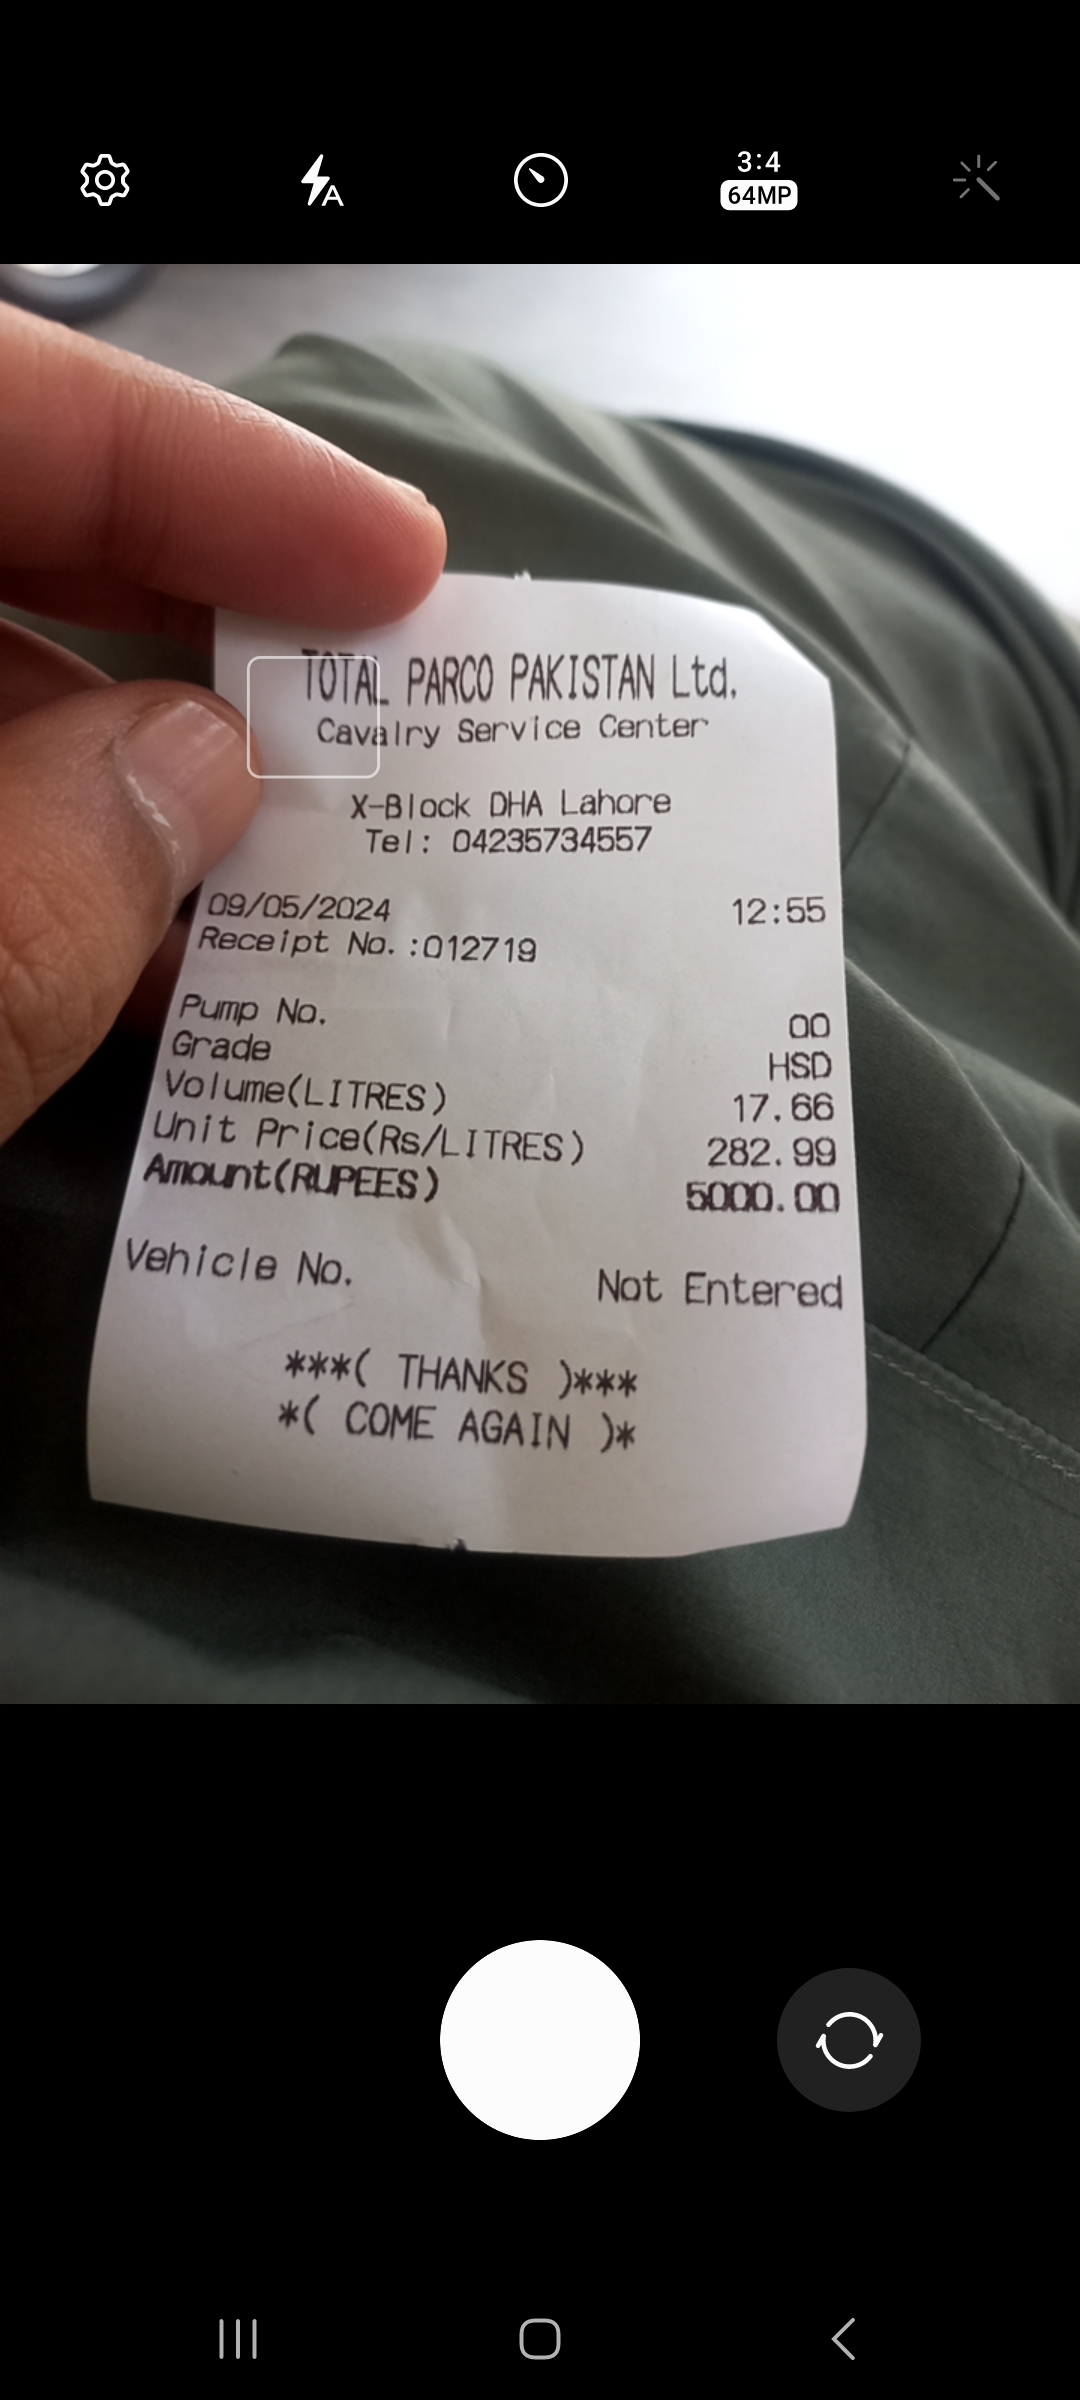 3:4
64MP
TOTAL PARCO PAKISTAN Ltd.
Cavalry Service Center
X-Block DHA Lahore
Tel: 04235734557
09/05/2024 12:55
Receipt No.:012719
Pump No. 00
Grade HSD
Volume(LITRES) 17.66
Unit Price(Rs/LITRES) 282.99
Amount(RUPEES) 5000.00
Vehicle No. Not Entered
***( THANKS )***
*( COME AGAIN )*